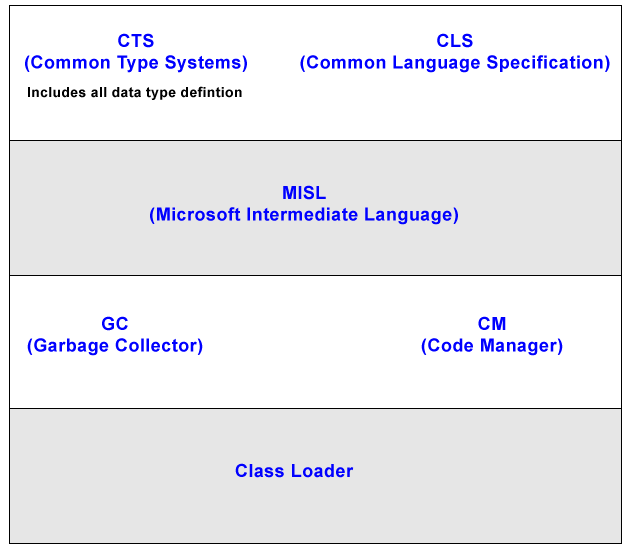 CTS
(Common Type Systems)
Includes all data type defintion
CLS
(Common Language Specification)
MISL
(Microsoft Intermediate Language)
GC
(Garbage Collector)
CM
(Code Manager)
Class Loader